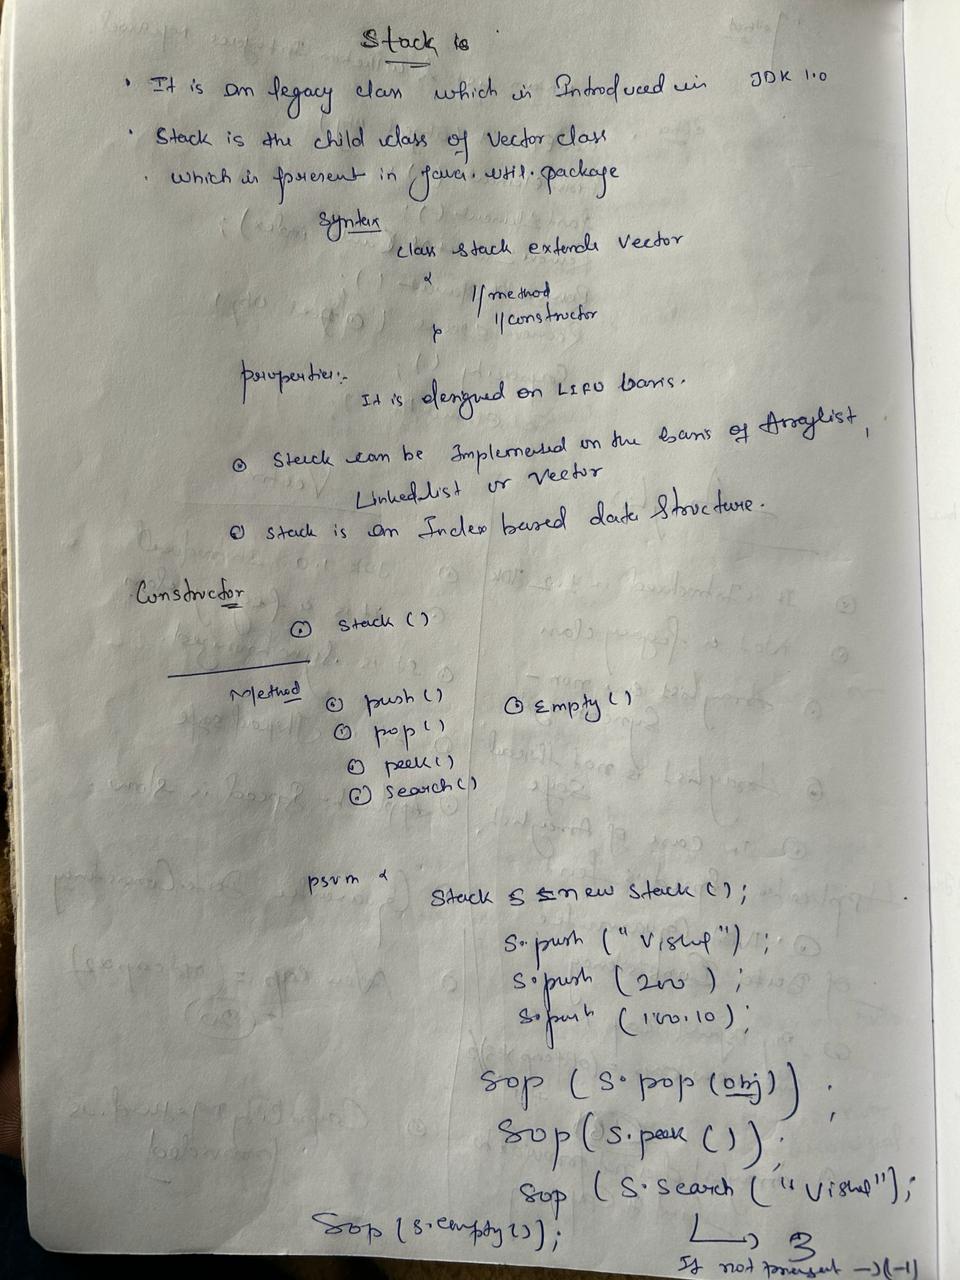 Stack is
• It is an legacy class which is Introduced in JDK 1.0
• Stack is the child class of Vector class
• which is present in java.util.package
Syntax
class stack extends Vector
{
//method
//constructor
}
properties:-
It is designed on LIFO basis.
⊙ Stack can be Implemented on the basis of Arraylist,
LinkedList or Vector
⊙ Stack is an Index based data Structure.
Constructor
⊙ Stack ()
Method
⊙ push() ⊙ Empty()
⊙ pop()
⊙ peek()
⊙ search()
psvm {
Stack S = new Stack ();
S.push ("Vishal");
S.push (200);
S.push (100.10);
Sop (S.pop (obj));
Sop (S.peek ());
Sop (S.search ("Vishal");
Sop (s.empty());
↳ 3
If not present →(-1)